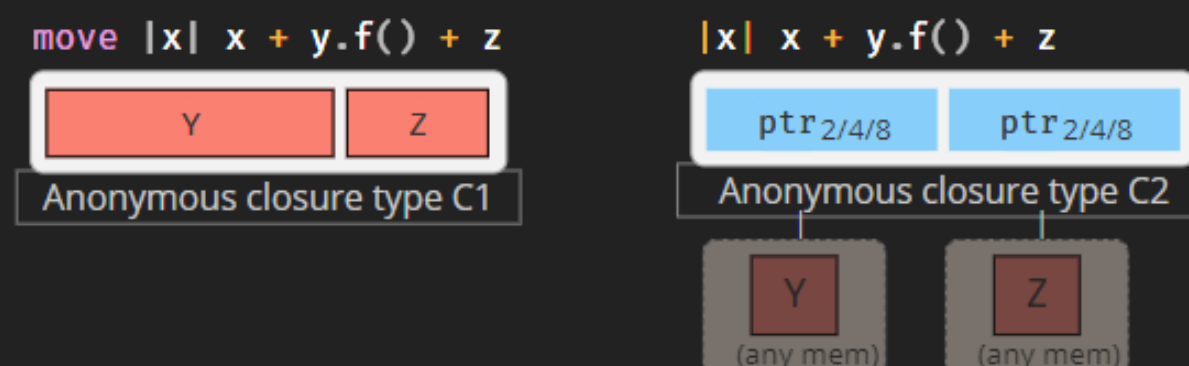 move |x| x + y.f() + z
Y Z
Anonymous closure type C1
|x| x + y.f() + z
ptr2/4/8 ptr2/4/8
Anonymous closure type C2
Y Z
(any mem) (any mem)